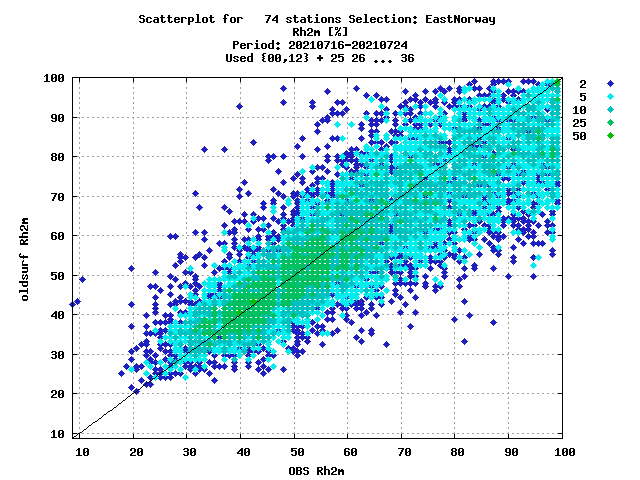 Scatterplot for   74 stations Selection: EastNorway
Rh2m [%]
Period: 20210716-20210724
Used {00,12} + 25 26 ... 36
100
90
80
70
60
50
40
30
20
10
oldsurf Rh2m
10 20 30 40 50 60 70 80 90 100
OBS Rh2m
2
5
10
25
50